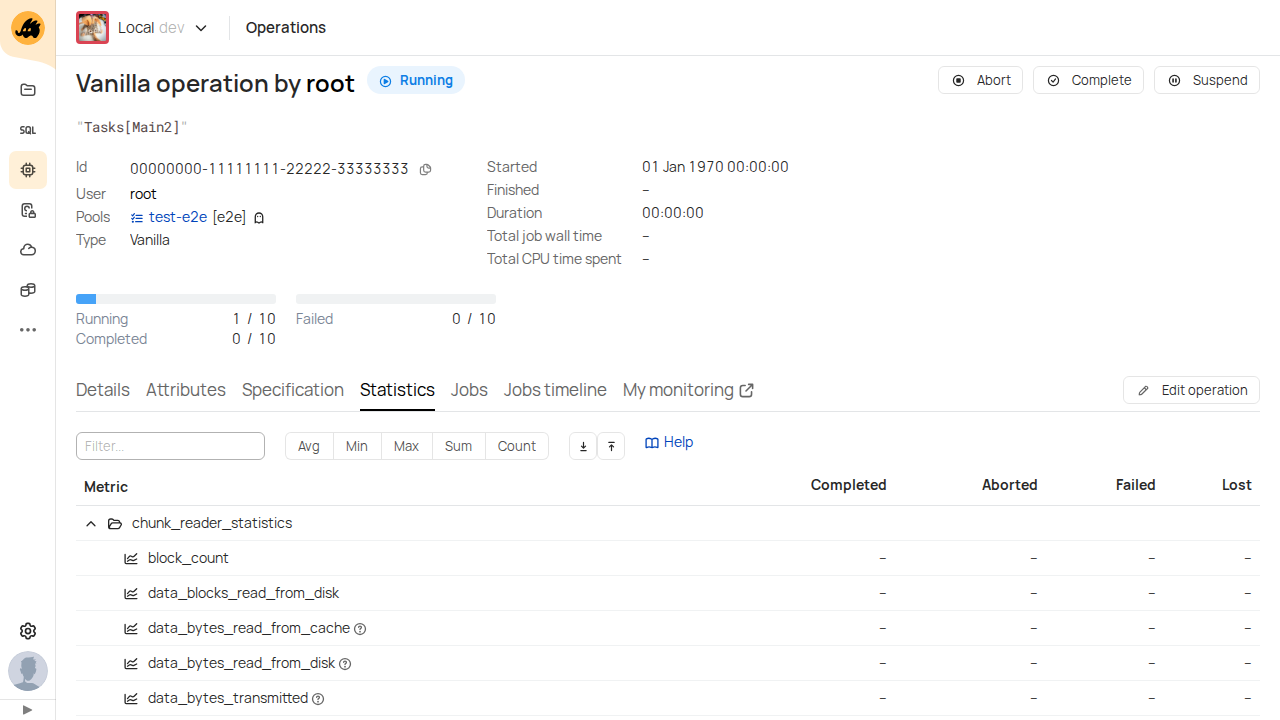 Local dev
Operations
Vanilla operation by root
Running
Abort
Complete
Suspend
"Tasks[Main2]"
Id 00000000-11111111-22222-33333333
User root
Pools test-e2e [e2e]
Type Vanilla
Started 01 Jan 1970 00:00:00
Finished –
Duration 00:00:00
Total job wall time –
Total CPU time spent –
Running 1 / 10
Completed 0 / 10
Failed 0 / 10
Details Attributes Specification Statistics Jobs Jobs timeline My monitoring
Edit operation
Filter...
Avg Min Max Sum Count
Help
Metric Completed Aborted Failed Lost
chunk_reader_statistics
block_count – – – –
data_blocks_read_from_disk – – – –
data_bytes_read_from_cache – – – –
data_bytes_read_from_disk – – – –
data_bytes_transmitted – – – –
SQL